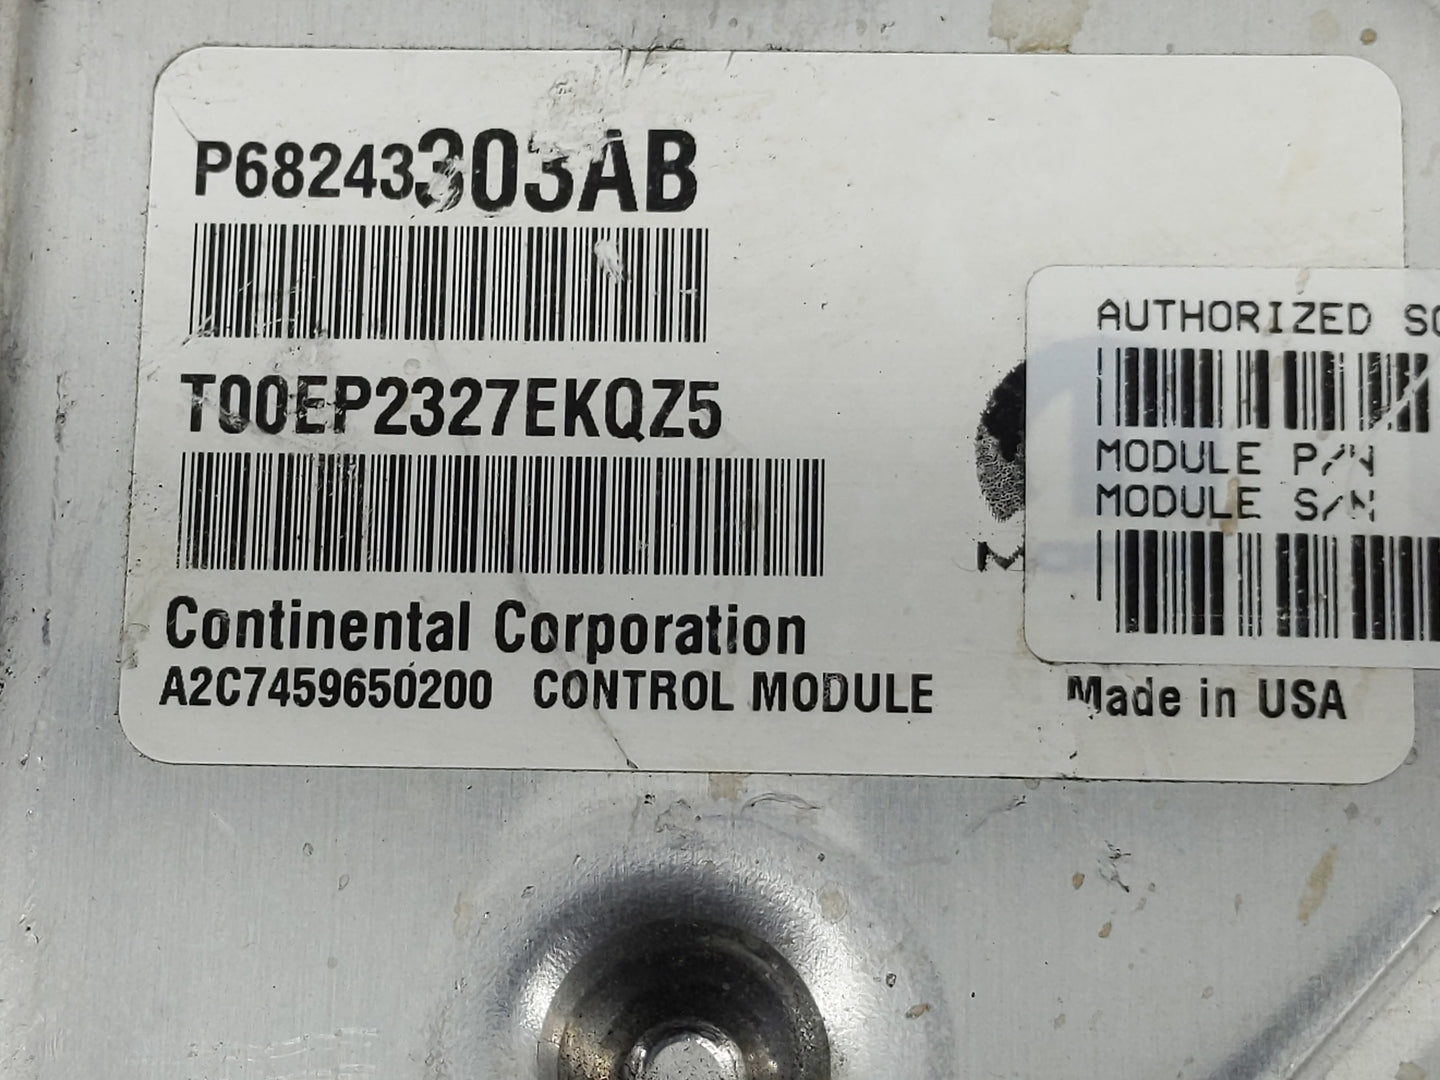 P68243303AB
T00EP2327EKQZ5
Continental Corporation
A2C7459650200 CONTROL MODULE
Made in USA
AUTHORIZED
MODULE P/N
MODULE S/N